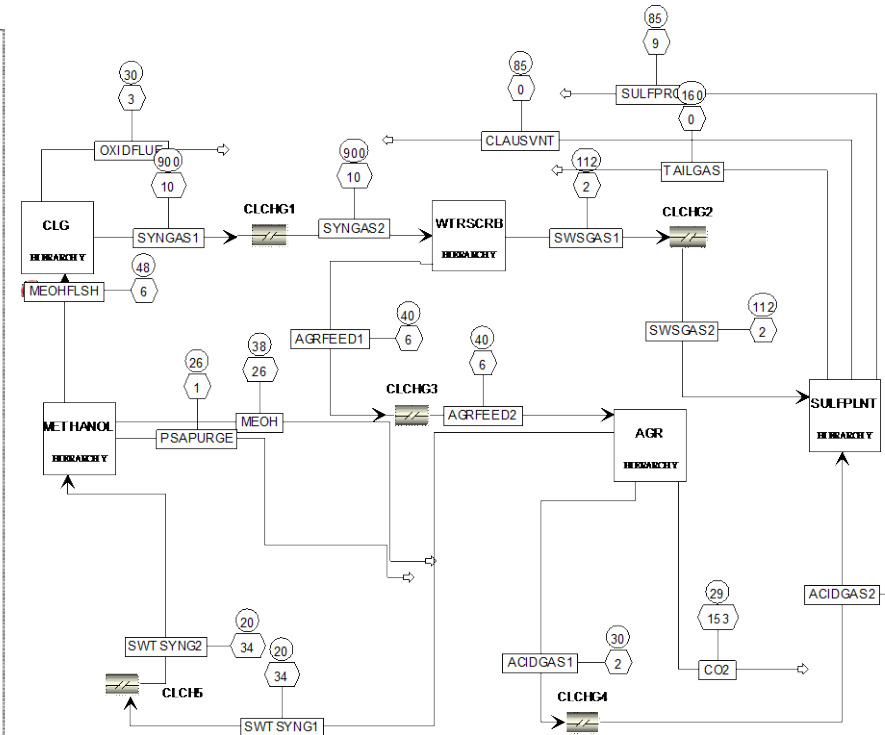 85
9
SULFPRO
160
0
85
0
CLAUSVNT
30
3
OXIDFLUE
900
10
900
10
112
2
TAILGAS
CLG
HIERARCHY
SYNGAS1
CLCHG1
SYNGAS2
WTRSCRB
HIERARCHY
SWSGAS1
CLCHG2
MEOHFLSH
48
6
AGRFEED1
40
6
40
6
SWSGAS2
112
2
26
1
38
26
METHANOL
HIERARCHY
MEOH
PSAPURGE
CLCHG3
AGRFEED2
AGR
HIERARCHY
SULFPLNT
HIERARCHY
ACIDGAS2
29
153
CO2
SWTSYNG2
20
34
20
34
ACIDGAS1
30
2
CLCH5
SWTSYNG1
CLCHG4